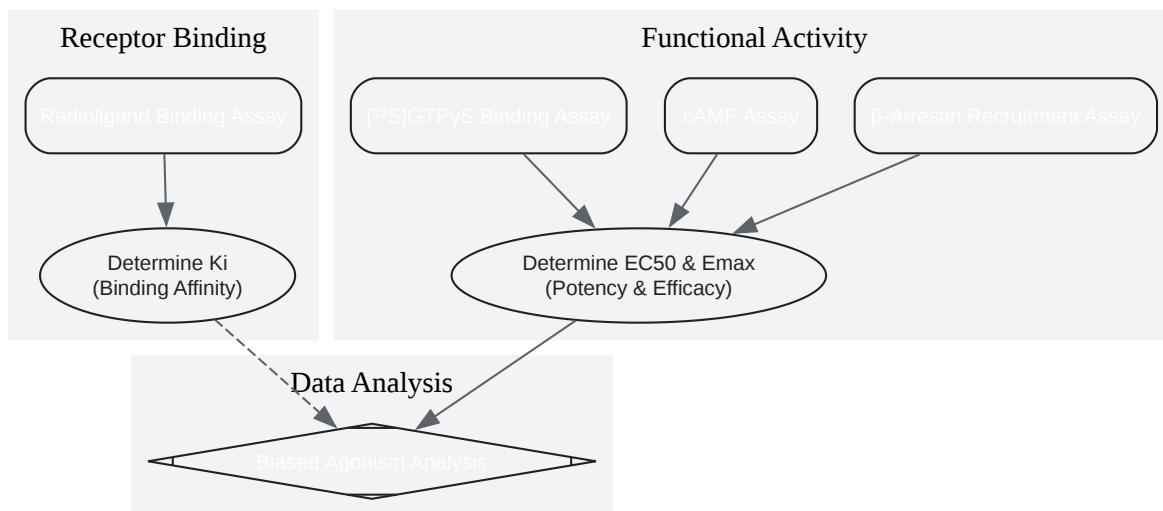 Receptor Binding
Functional Activity
Radioligand Binding Assay
[³⁵S]GTPγS Binding Assay
cAMP Assay
β-Arrestin Recruitment Assay
Determine Ki
(Binding Affinity)
Determine EC50 & Emax
(Potency & Efficacy)
Data Analysis
Biased Agonism Analysis